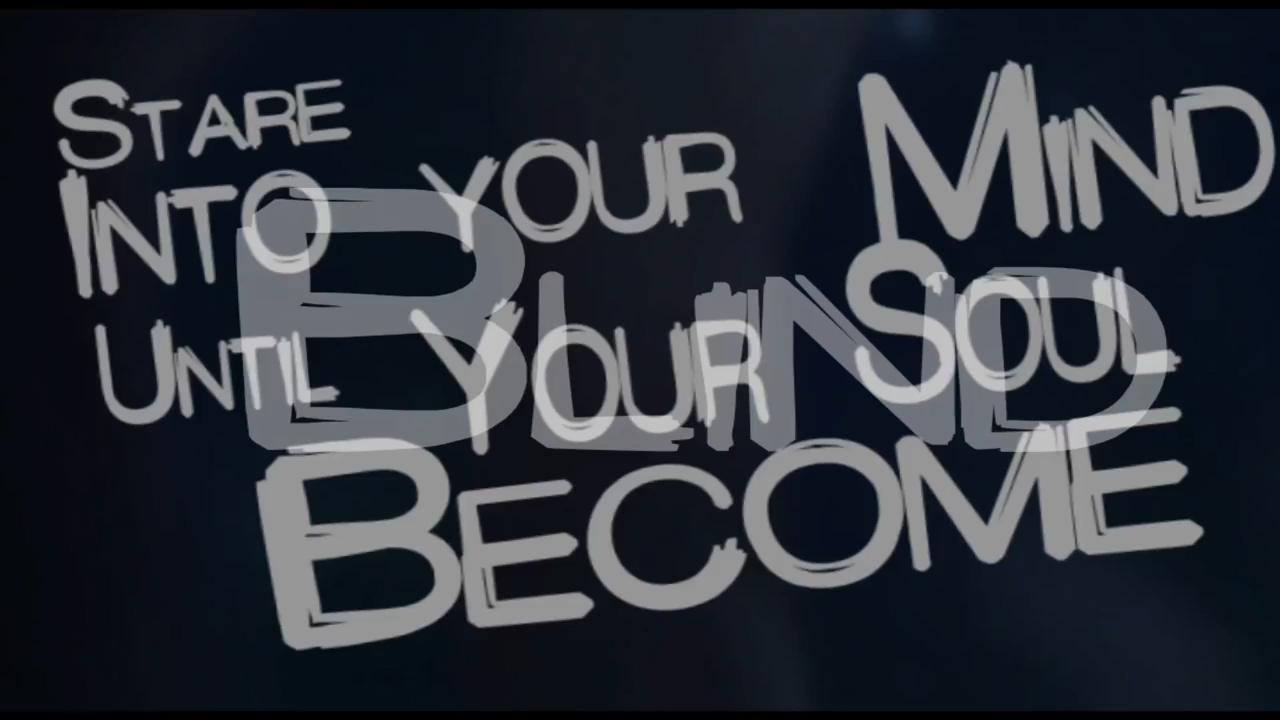 Stare
Into your Mind
Until Your Soul
Become
Blind